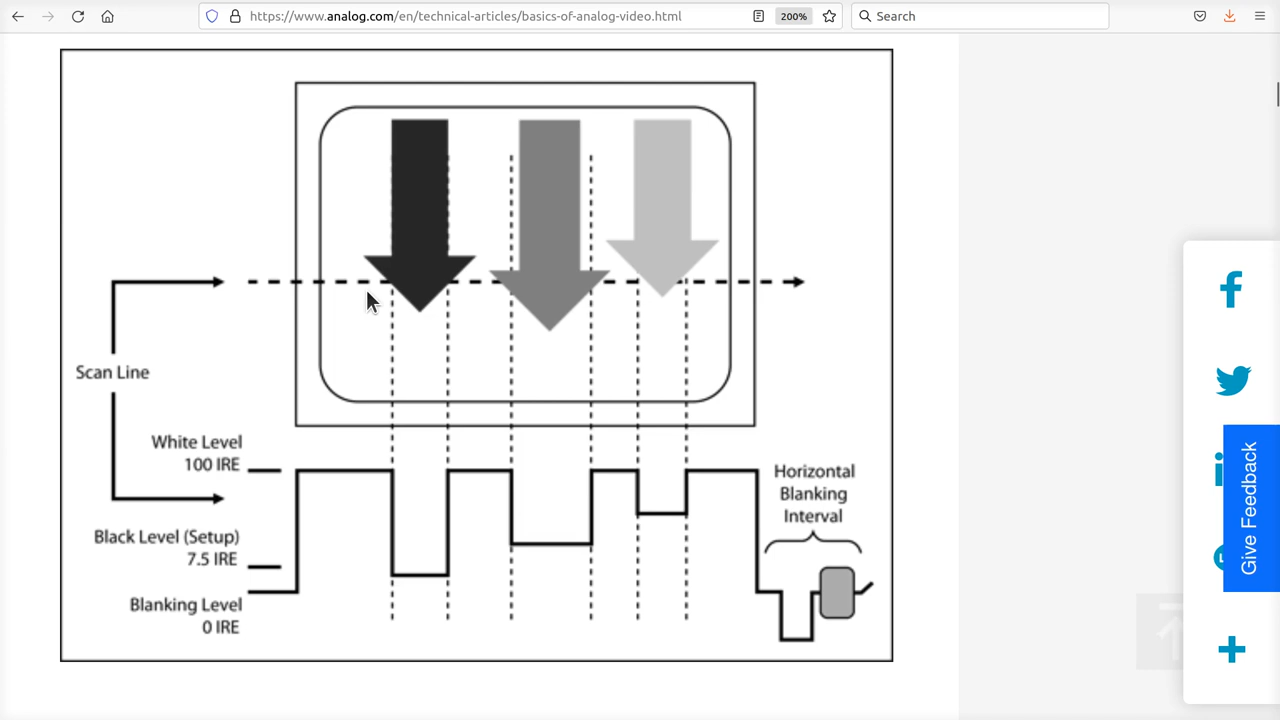 https://www.analog.com/en/technical-articles/basics-of-analog-video.html
200%
Search
Scan Line
White Level
100 IRE
Black Level (Setup)
7.5 IRE
Blanking Level
0 IRE
Horizontal
Blanking
Interval
Give Feedback